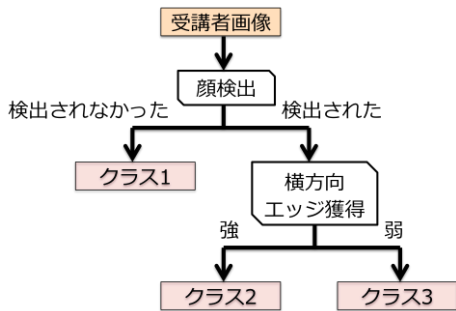 受講者画像
顔検出
検出されなかった
検出された
クラス1
横方向
エッジ獲得
強
弱
クラス2
クラス3